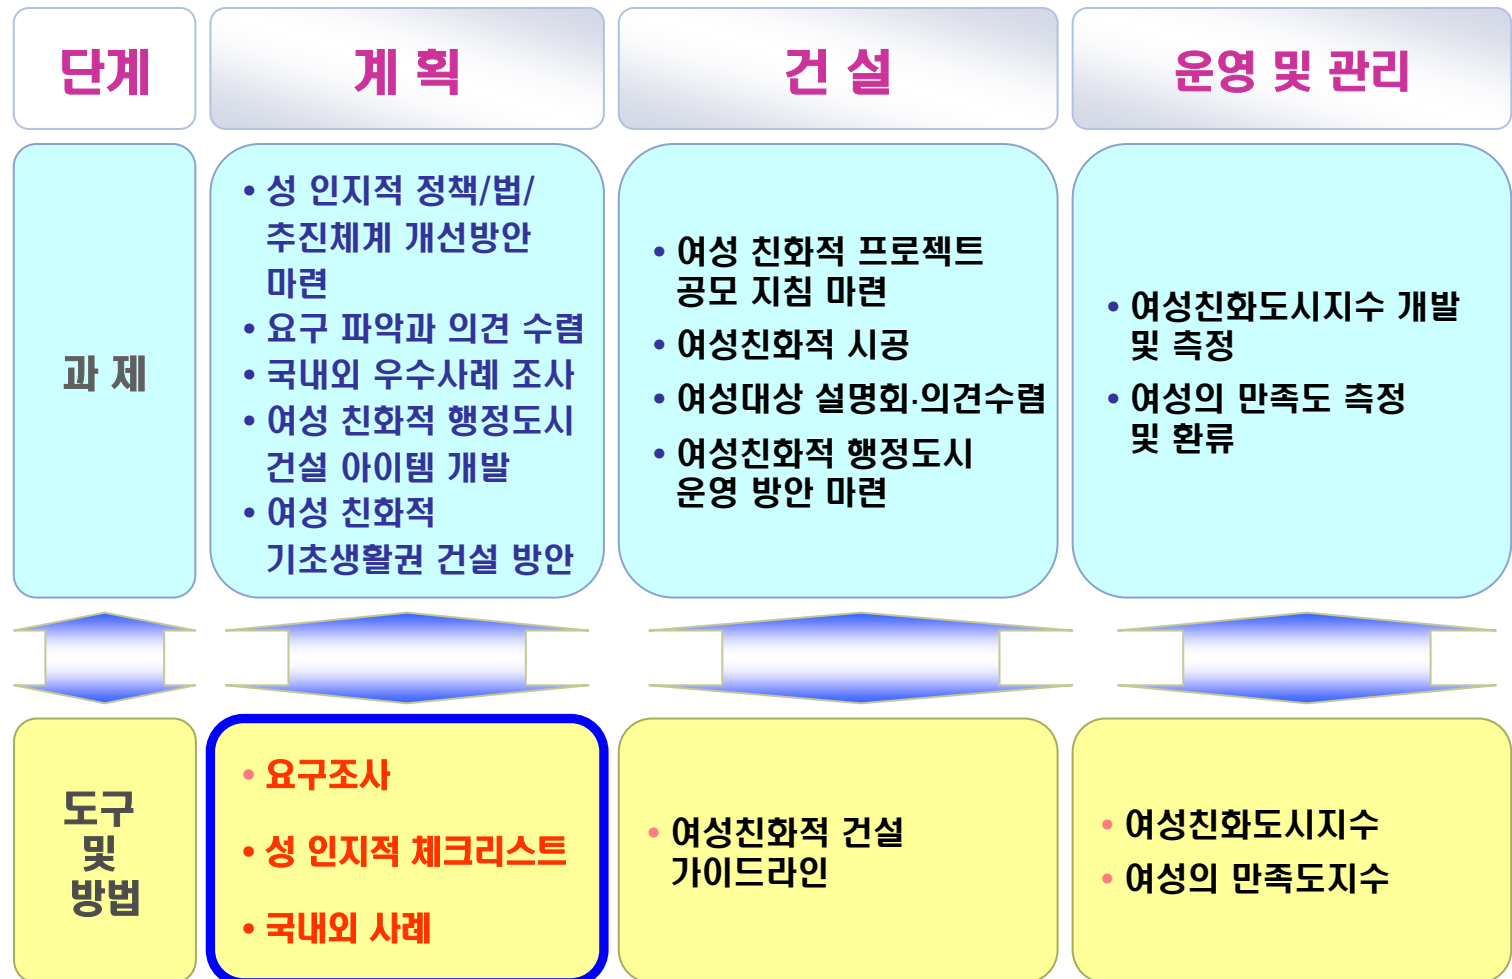 단계
계 획
건 설
운영 및 관리
과 제
• 성 인지적 정책/법/
추진체계 개선방안
마련
• 요구 파악과 의견 수렴
• 국내외 우수사례 조사
• 여성 친화적 행정도시
건설 아이템 개발
• 여성 친화적
기초생활권 건설 방안
• 여성 친화적 프로젝트
공모 지침 마련
• 여성친화적 시공
• 여성대상 설명회·의견수렴
• 여성친화적 행정도시
운영 방안 마련
• 여성친화도시지수 개발
및 측정
• 여성의 만족도 측정
및 환류
도구
및
방법
• 요구조사
• 성 인지적 체크리스트
• 국내외 사례
• 여성친화적 건설
가이드라인
• 여성친화도시지수
• 여성의 만족도지수